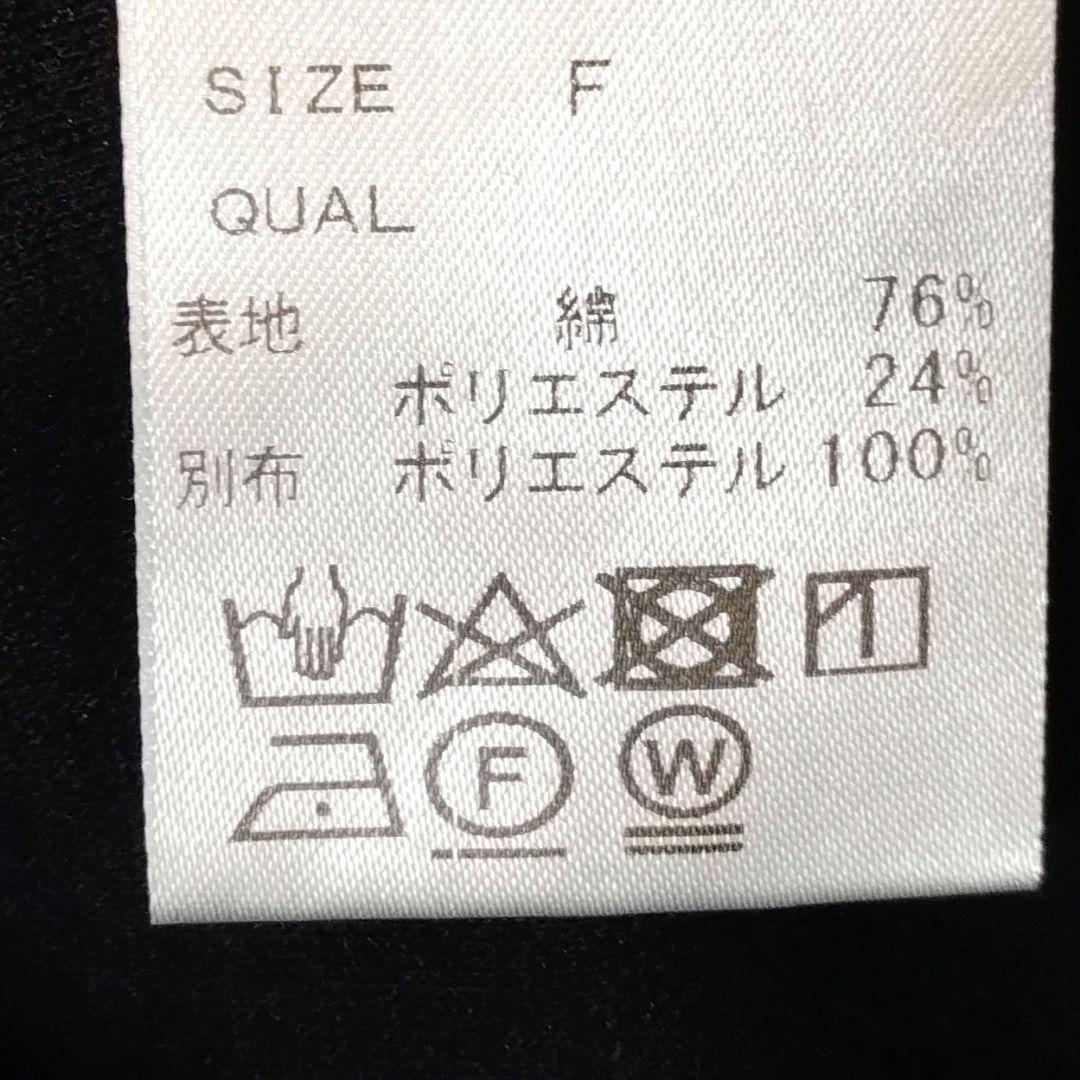 SIZE F
QUAL
表地 綿 76%
ポリエステル 24%
別布 ポリエステル 100%
F W